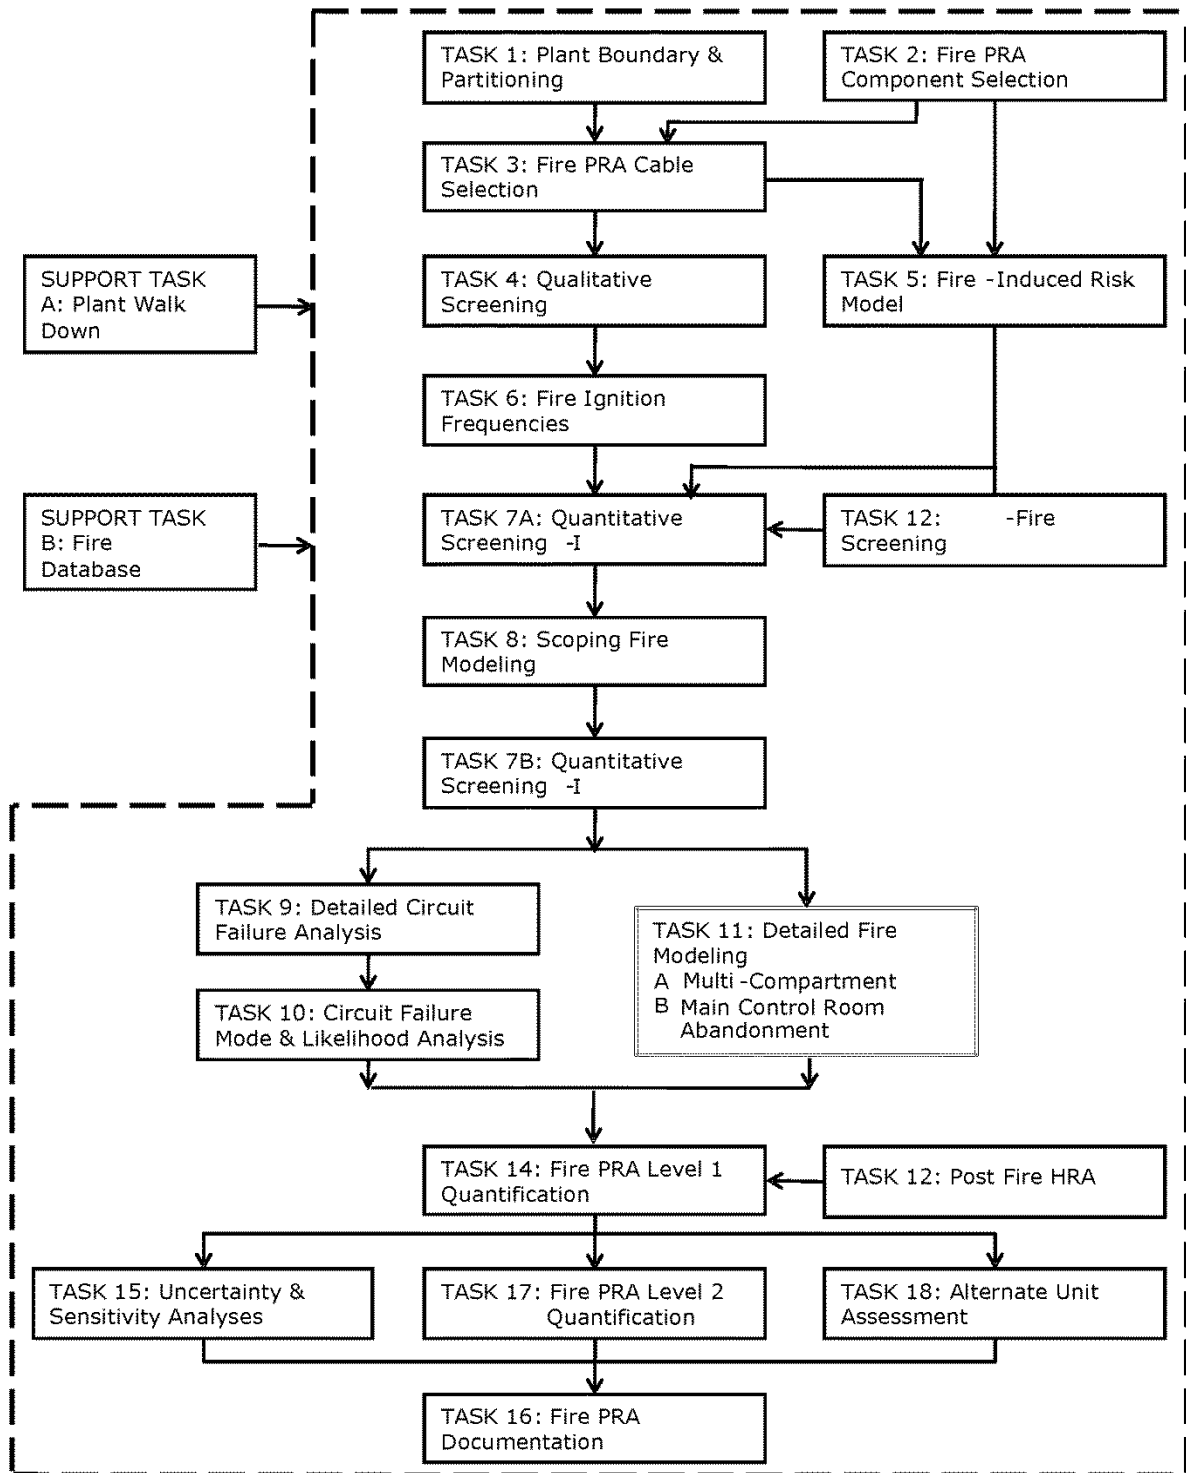 TASK 1: Plant Boundary &
Partitioning
TASK 2: Fire PRA
Component Selection
TASK 3: Fire PRA Cable
Selection
SUPPORT TASK
A: Plant Walk
Down
TASK 4: Qualitative
Screening
TASK 5: Fire -Induced Risk
Model
TASK 6: Fire Ignition
Frequencies
SUPPORT TASK
B: Fire
Database
TASK 7A: Quantitative
Screening -I
TASK 12: -Fire
Screening
TASK 8: Scoping Fire
Modeling
TASK 7B: Quantitative
Screening -I
TASK 9: Detailed Circuit
Failure Analysis
TASK 11: Detailed Fire
Modeling
A Multi -Compartment
B Main Control Room
Abandonment
TASK 10: Circuit Failure
Mode & Likelihood Analysis
TASK 14: Fire PRA Level 1
Quantification
TASK 12: Post Fire HRA
TASK 15: Uncertainty &
Sensitivity Analyses
TASK 17: Fire PRA Level 2
Quantification
TASK 18: Alternate Unit
Assessment
TASK 16: Fire PRA
Documentation